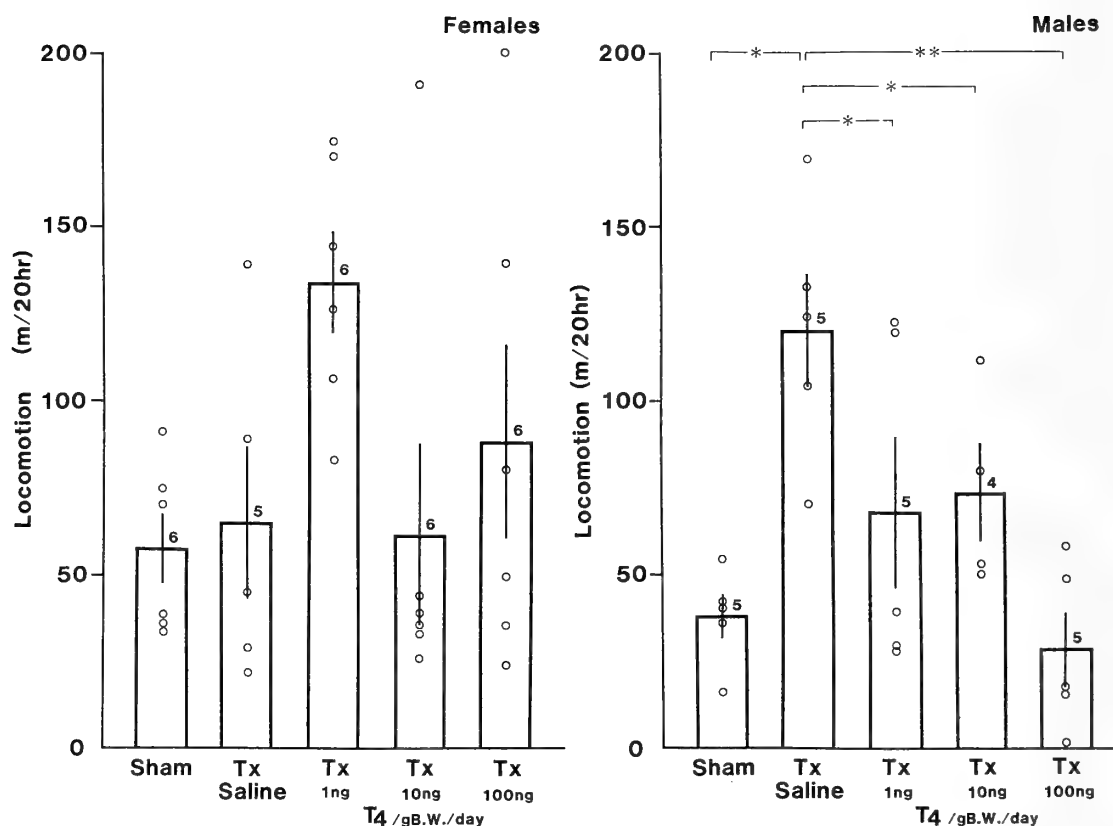 Females
200
150
100
50
0
Locomotion (m/20hr)
6
5
6
6
6
Sham
Tx
Saline
Tx
1ng
Tx
10ng
Tx
100ng
T4 /gB.W./day
Males
200
150
100
50
0
Locomotion (m/20hr)
*
**
*
*
5
5
5
4
5
Sham
Tx
Saline
Tx
1ng
Tx
10ng
Tx
100ng
T4 /gB.W./day